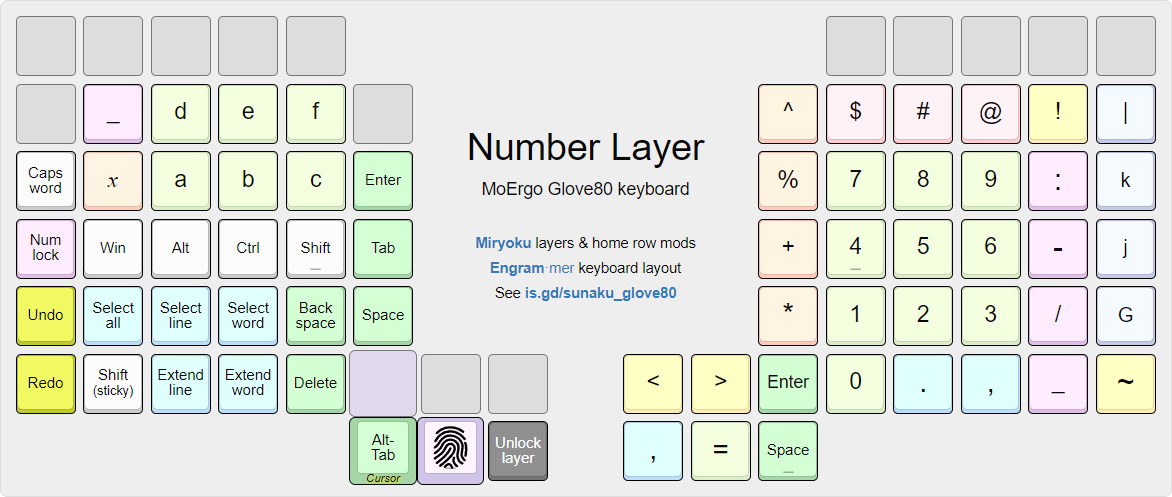 _ d e f
^ $ # @ ! |
Caps
word
x a b c Enter
% 7 8 9 : k
Num
lock
Win Alt Ctrl Shift
_
Tab
+ 4 5 6 - j
_
Undo
Select
all
Select
line
Select
word
Back
space
Space
* 1 2 3 / G
Redo
Shift
(sticky)
Extend
line
Extend
word
Delete
< > Enter 0 . , _ ~
Alt-
Tab
Cursor
Unlock
layer
, = Space
_
Number Layer
MoErgo Glove80 keyboard
Miryoku layers & home row mods
Engram·mer keyboard layout
See is.gd/sunaku_glove80